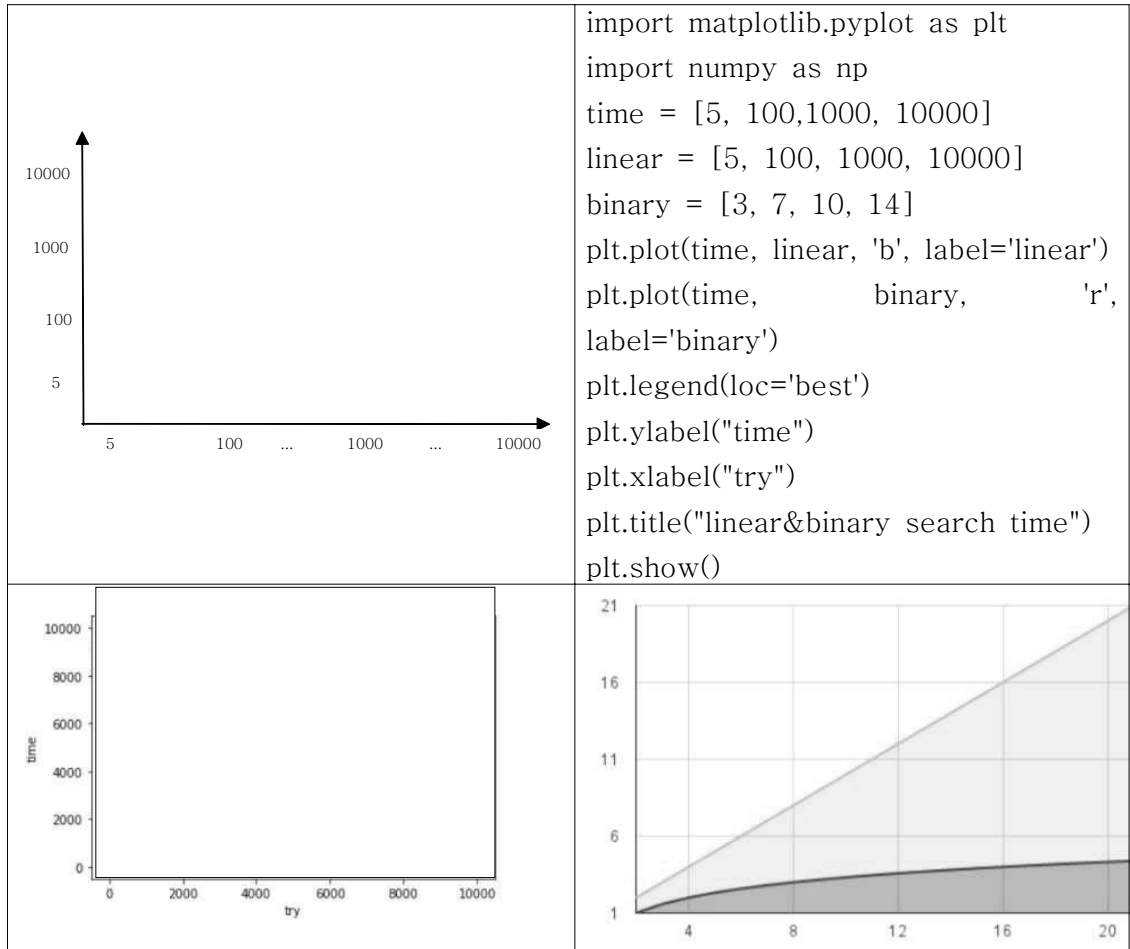 10000
1000
100
5
5 100 ... 1000 ... 10000
import matplotlib.pyplot as plt
import numpy as np
time = [5, 100,1000, 10000]
linear = [5, 100, 1000, 10000]
binary = [3, 7, 10, 14]
plt.plot(time, linear, 'b', label='linear')
plt.plot(time, binary, 'r',
label='binary')
plt.legend(loc='best')
plt.ylabel("time")
plt.xlabel("try")
plt.title("linear&binary search time")
plt.show()
10000
8000
6000
4000
2000
0
time
0 2000 4000 6000 8000 10000
try
21
16
11
6
1
4 8 12 16 20